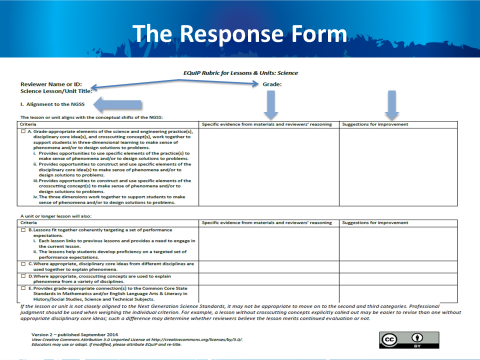 The Response Form
EQuIP Rubric for Lessons & Units: Science
Reviewer Name or ID:
Grade:
Science Lesson/Unit Title:
I. Alignment to the NGSS
The lesson or unit aligns with the conceptual shifts of the NGSS:
Criteria
Specific evidence from materials and reviewers' reasoning
Suggestions for improvement
A. Grade-appropriate elements of the science and engineering practice(s),
disciplinary core idea(s), and crosscutting concept(s), work together to
support students in three-dimensional learning to make sense of
phenomena and/or to design solutions to problems.
i. Provides opportunities to use specific elements of the practice(s) to
make sense of phenomena and/or to design solutions to problems.
ii. Provides opportunities to construct and use specific elements of the
disciplinary core idea(s) to make sense of phenomena and/or to
design solutions to problems.
iii. Provides opportunities to construct and use specific elements of the
crosscutting concept(s) to make sense of phenomena and/or to
design solutions to problems.
iv. The three dimensions work together to support students to make
sense of phenomena and/or to design solutions to problems.
A unit or longer lesson will also:
Criteria
Specific evidence from materials and reviewers' reasoning
Suggestions for improvement
B. Lessons fit together coherently targeting a set of performance
expectations.
i. Each lesson links to previous lessons and provides a need to engage in
the current lesson.
ii. The lessons help students develop proficiency on a targeted set of
performance expectations.
C. Where appropriate, disciplinary core ideas from different disciplines are
used together to explain phenomena.
D. Where appropriate, crosscutting concepts are used to explain
phenomena from a variety of disciplines.
E. Provides grade-appropriate connection(s) to the Common Core State
Standards in Mathematics and/or English Language Arts & Literacy in
History/Social Studies, Science and Technical Subjects.
If the lesson or unit is not closely aligned to the Next Generation Science Standards, it may not be appropriate to move on to the second and third categories. Professional
judgment should be used when weighing the individual criteria. For example, a lesson without crosscutting concepts explicitly called out may be easier to revise than one without
appropriate disciplinary core ideas; such a difference may determine whether reviewers believe the lesson merits continued evaluation or not.
Version 2 – published September 2014
View Creative Commons Attribution 3.0 Unported License at http://creativecommons.org/licenses/by/3.0/.
Educators may use or adapt. If modified, please attribute EQuIP and re-title.
cc
BY